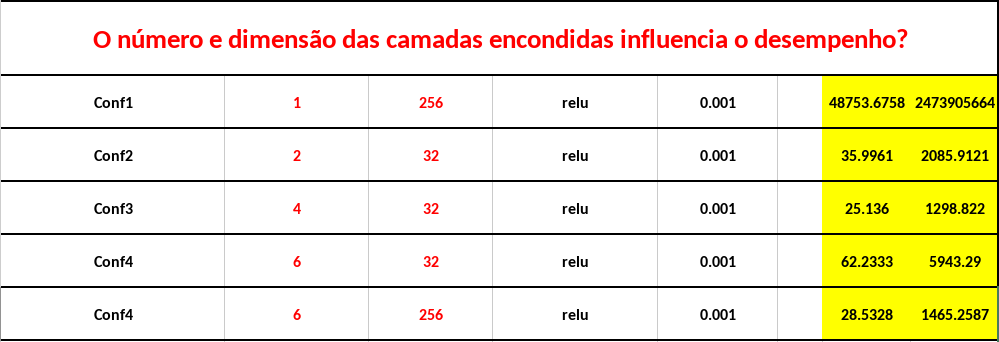 O número e dimensão das camadas encondidas influencia o desempenho?
Conf1 1 256 relu 0.001 48753.6758 2473905664
Conf2 2 32 relu 0.001 35.9961 2085.9121
Conf3 4 32 relu 0.001 25.136 1298.822
Conf4 6 32 relu 0.001 62.2333 5943.29
Conf4 6 256 relu 0.001 28.5328 1465.2587